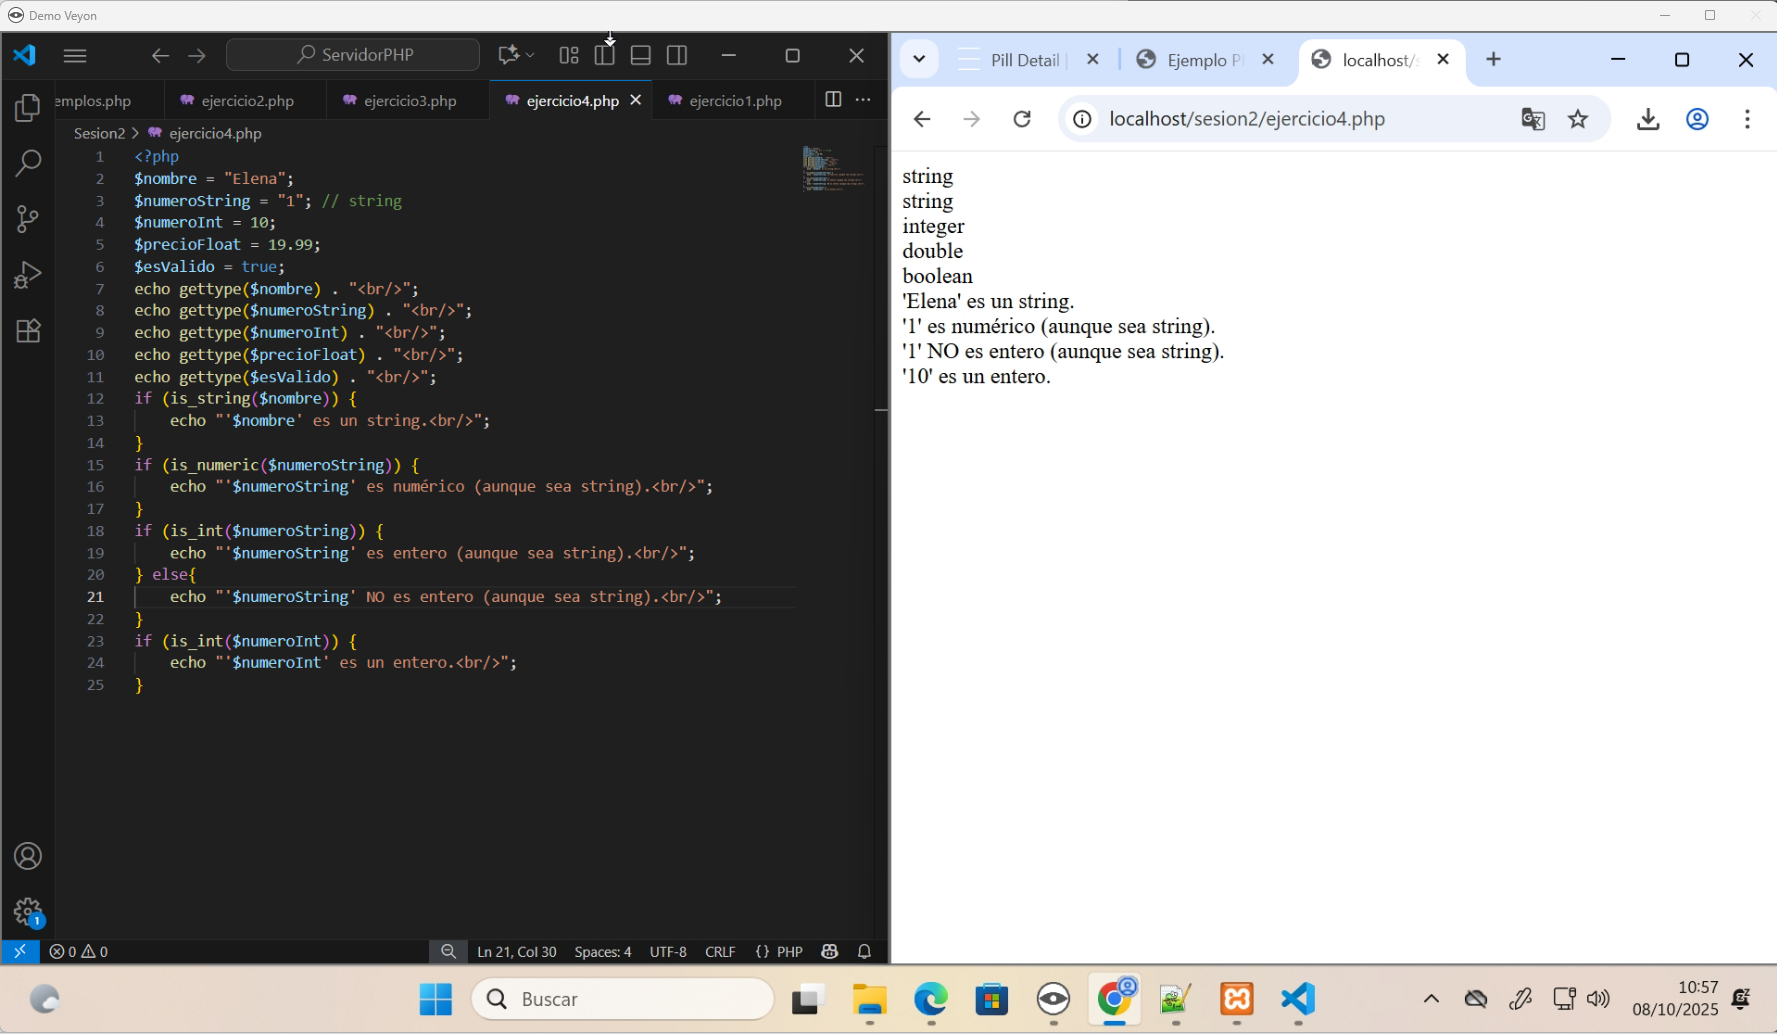 Demo Veyon
ServidorPHP
emplos.php
ejercicio2.php
ejercicio3.php
ejercicio4.php
ejercicio1.php
Sesion2 > ejercicio4.php
1 <?php
2 $nombre = "Elena";
3 $numeroString = "1"; // string
4 $numeroInt = 10;
5 $precioFloat = 19.99;
6 $esValido = true;
7 echo gettype($nombre) . "<br/>";
8 echo gettype($numeroString) . "<br/>";
9 echo gettype($numeroInt) . "<br/>";
10 echo gettype($precioFloat) . "<br/>";
11 echo gettype($esValido) . "<br/>";
12 if (is_string($nombre)) {
13 echo "'$nombre' es un string.<br/>";
14 }
15 if (is_numeric($numeroString)) {
16 echo "'$numeroString' es numérico (aunque sea string).<br/>";
17 }
18 if (is_int($numeroString)) {
19 echo "'$numeroString' es entero (aunque sea string).<br/>";
20 } else{
21 echo "'$numeroString' NO es entero (aunque sea string).<br/>";
22 }
23 if (is_int($numeroInt)) {
24 echo "'$numeroInt' es un entero.<br/>";
25 }
1
0 0
Ln 21, Col 30
Spaces: 4
UTF-8
CRLF
{} PHP
Pill Detail
Ejemplo P
localhost/
localhost/sesion2/ejercicio4.php
string
string
integer
double
boolean
'Elena' es un string.
'1' es numérico (aunque sea string).
'1' NO es entero (aunque sea string).
'10' es un entero.
Buscar
10:57
08/10/2025